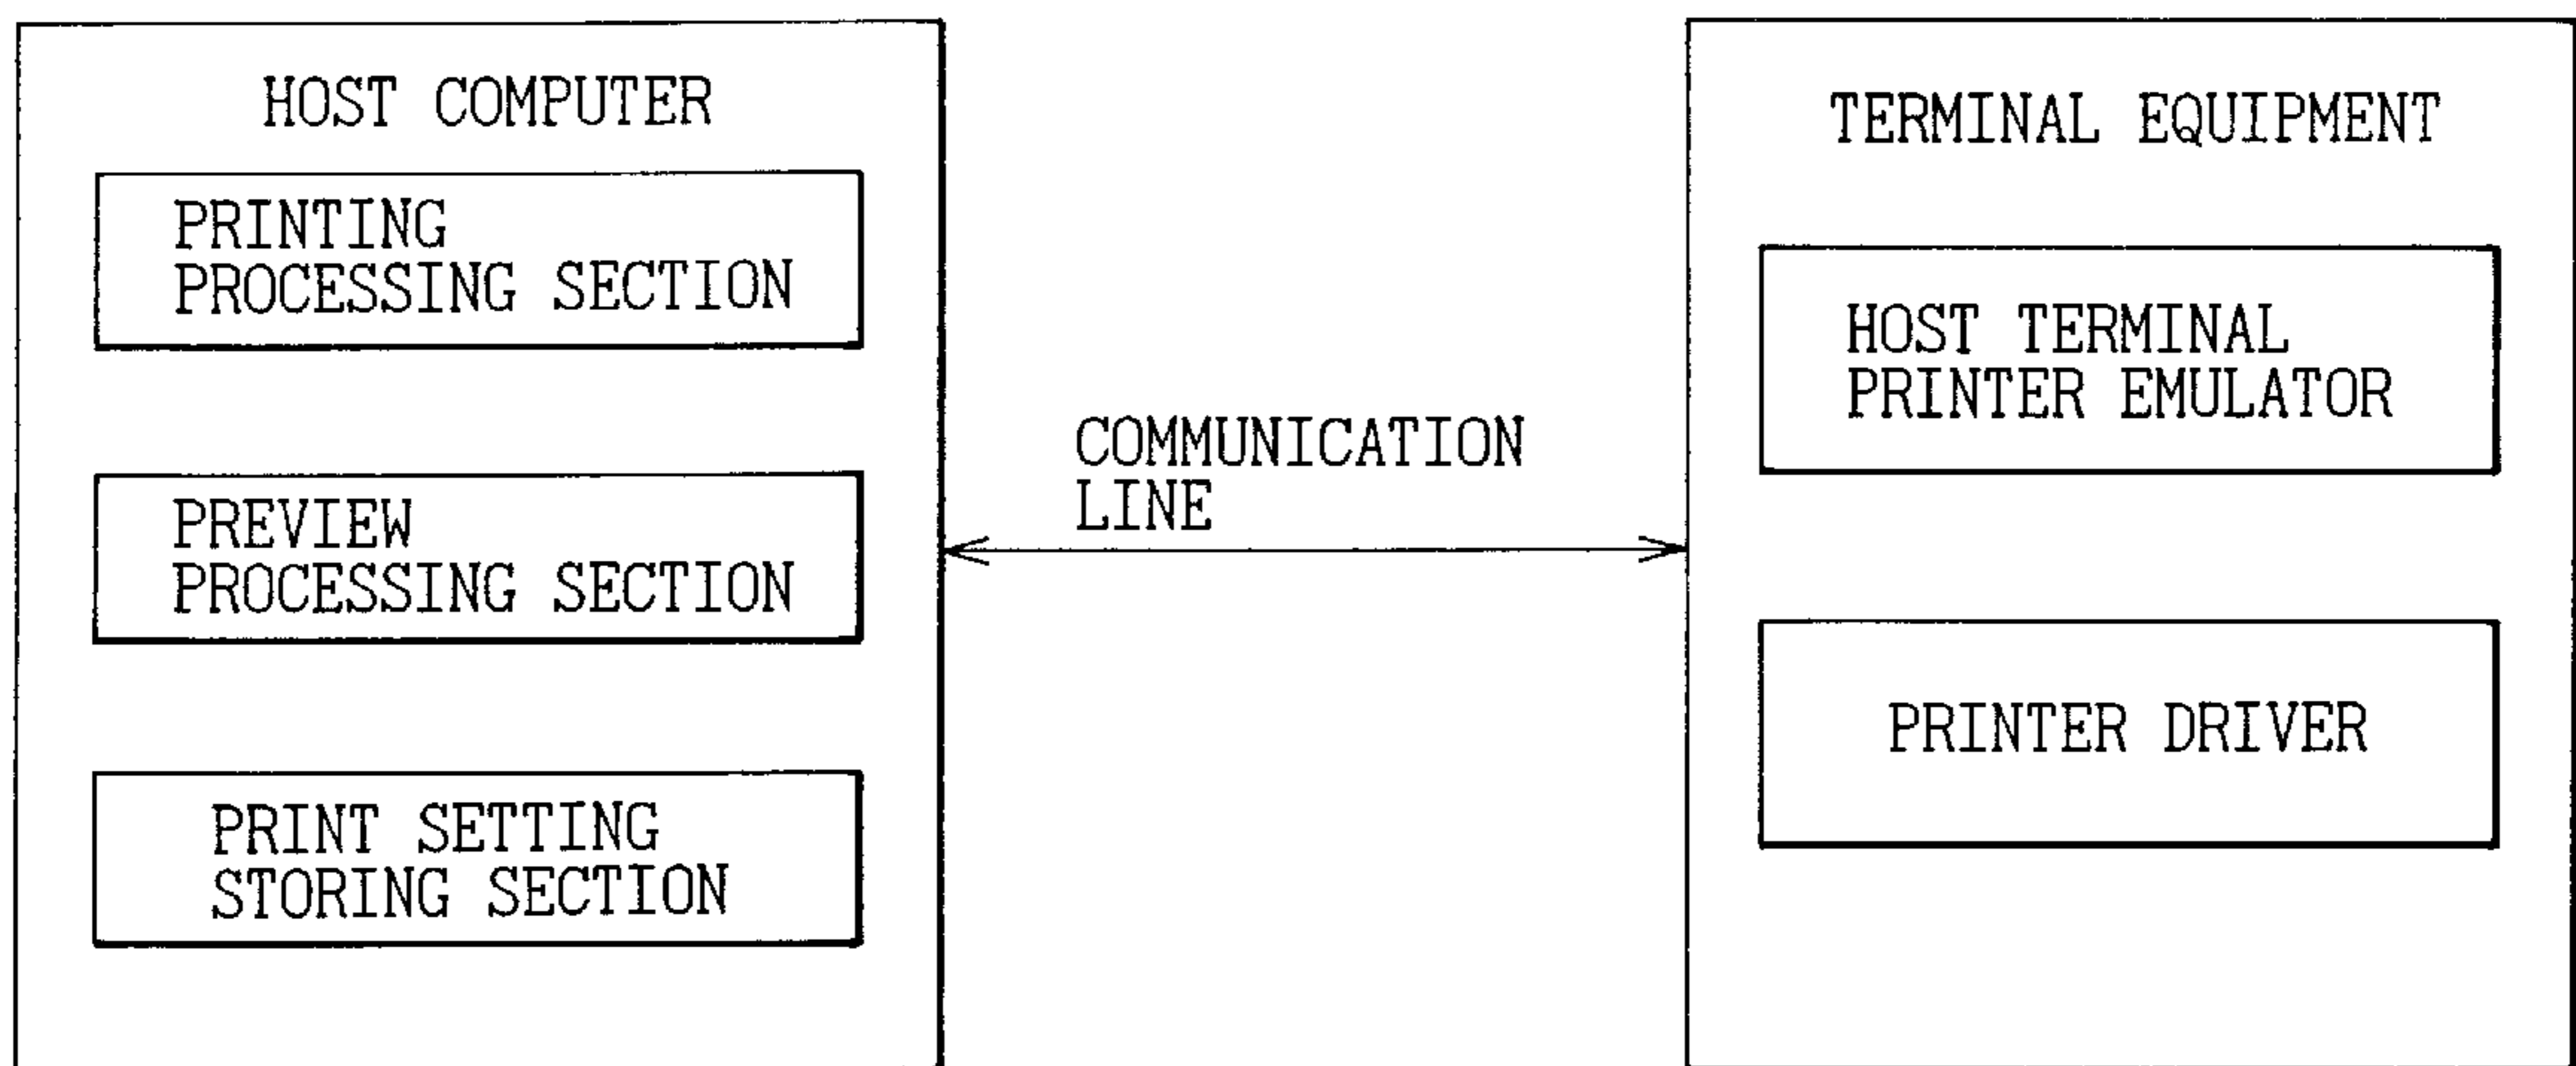 HOST COMPUTER
PRINTING
PROCESSING SECTION
PREVIEW
PROCESSING SECTION
PRINT SETTING
STORING SECTION
COMMUNICATION
LINE
TERMINAL EQUIPMENT
HOST TERMINAL
PRINTER EMULATOR
PRINTER DRIVER